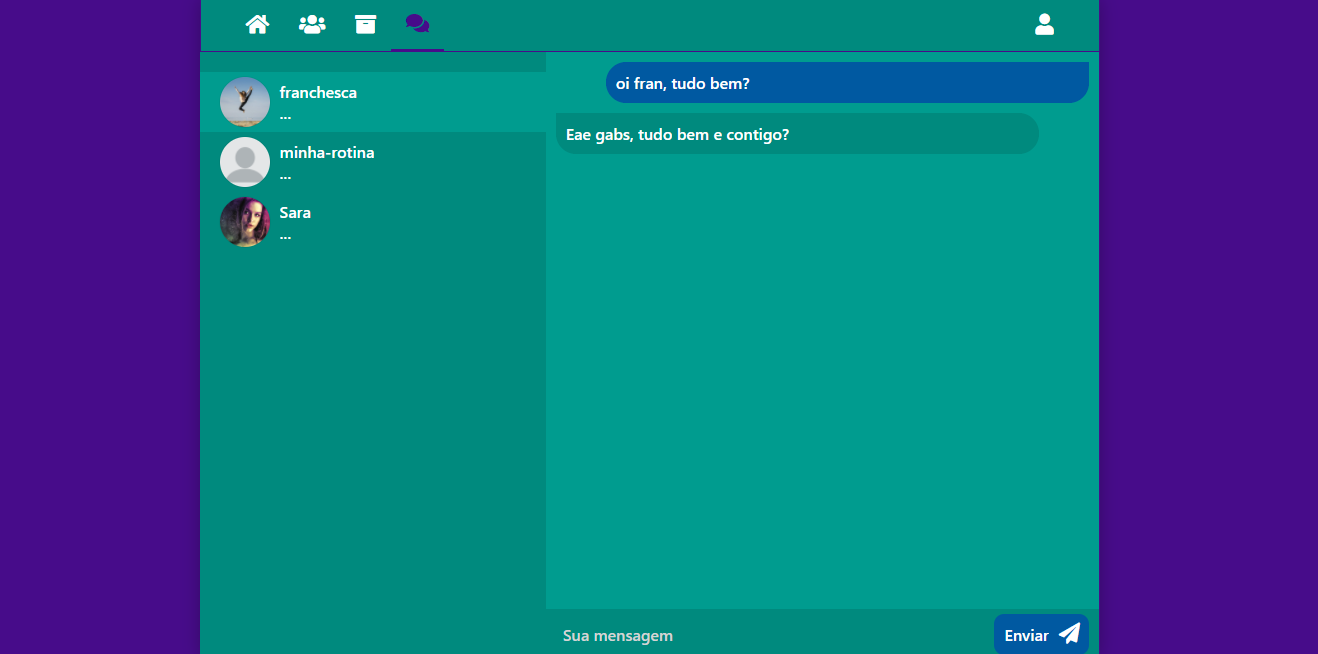 franchesca
...
minha-rotina
...
Sara
...
oi fran, tudo bem?
Eae gabs, tudo bem e contigo?
Sua mensagem
Enviar